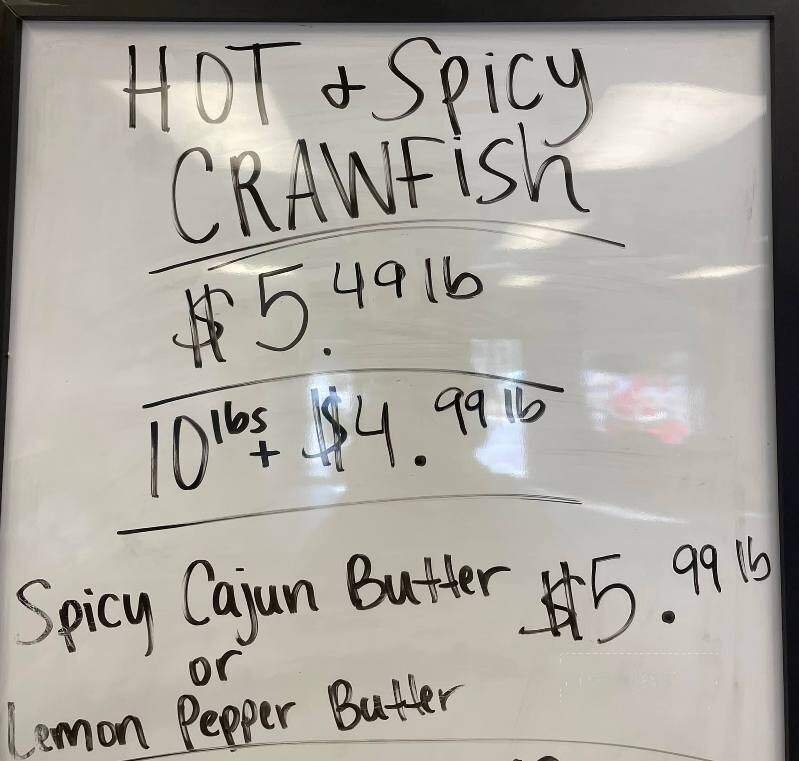 HOT & Spicy
CRAWFish
$5.49 lb
10 lbs + $4.99 lb
Spicy Cajun Butter $5.99 lb
or
Lemon Pepper Butter